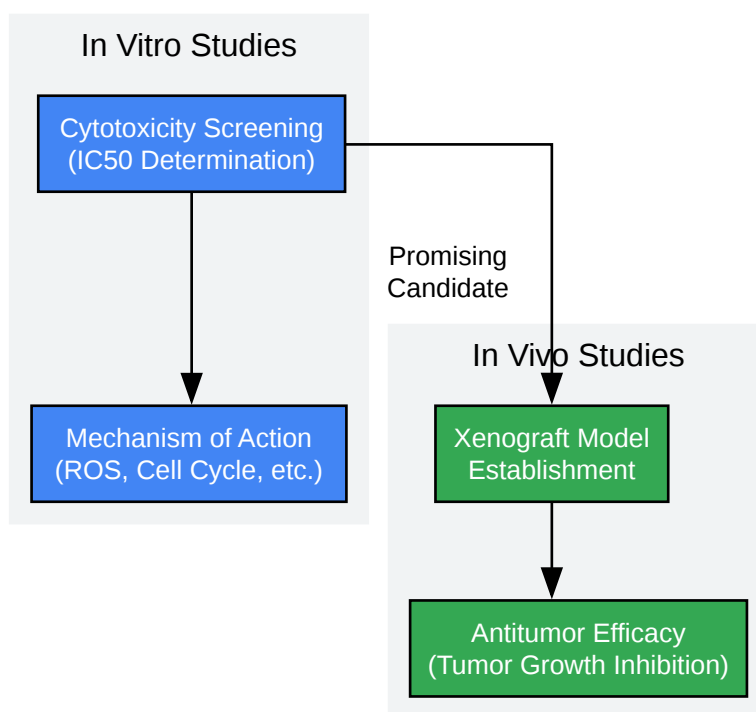 In Vitro Studies
Cytotoxicity Screening
(IC50 Determination)
Promising
Candidate
In Vivo Studies
Mechanism of Action
(ROS, Cell Cycle, etc.)
Xenograft Model
Establishment
Antitumor Efficacy
(Tumor Growth Inhibition)